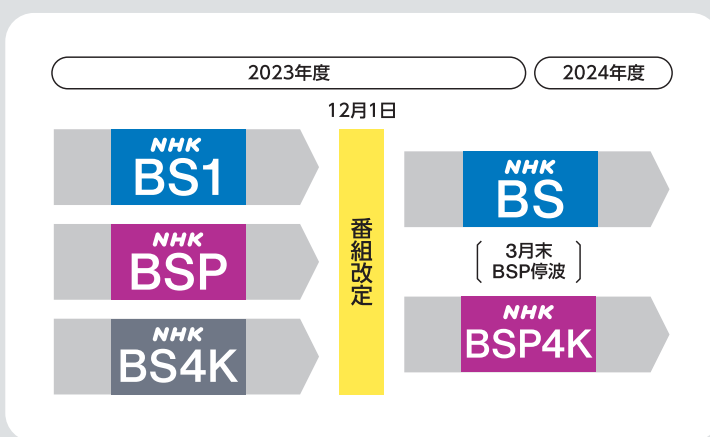 2023年度
2024年度
12月1日
NHK
BS1
NHK
BSP
NHK
BS4K
番組改定
NHK
BS
3月末
BSP停波
NHK
BSP4K